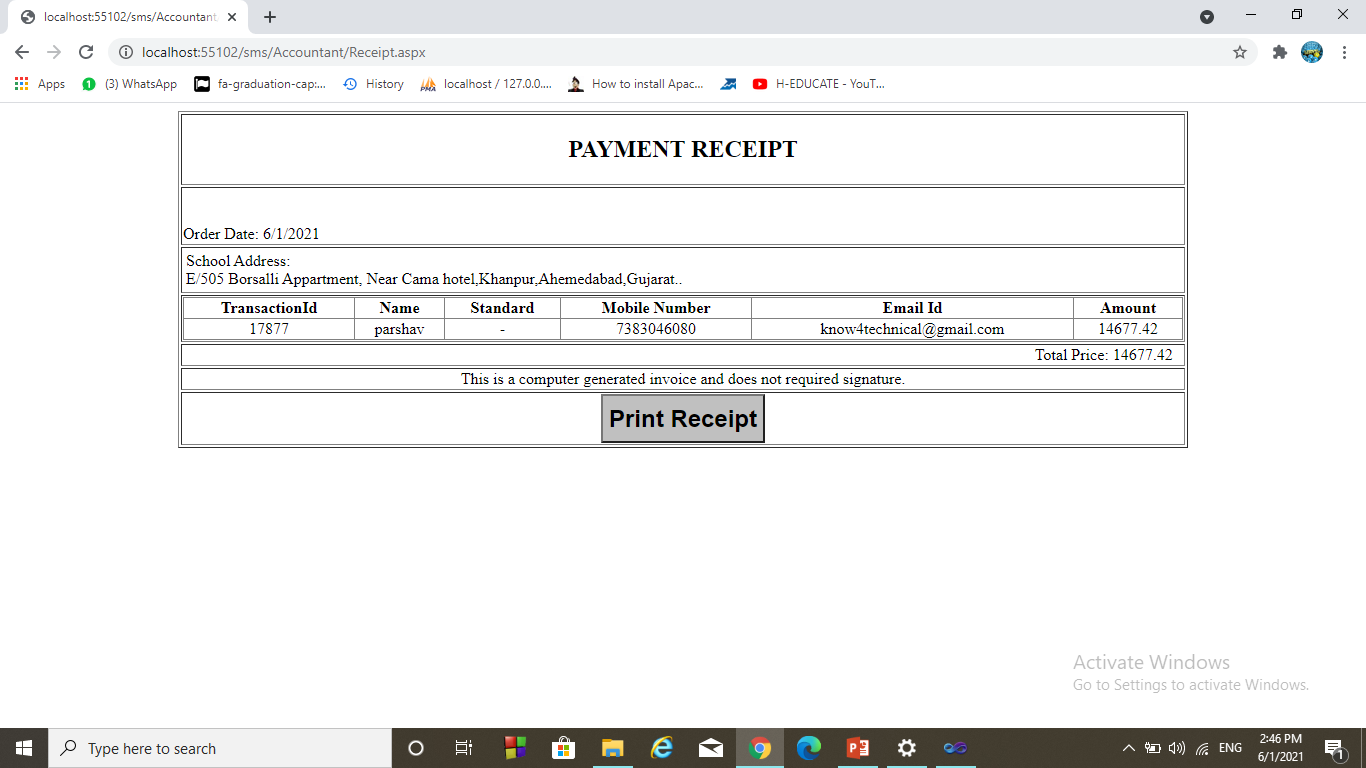 localhost:55102/sms/Accountant
localhost:55102/sms/Accountant/Receipt.aspx
Apps
1
(3) WhatsApp
fa-graduation-cap:...
History
PMA
localhost / 127.0.0....
How to install Apac...
H-EDUCATE - YouT...
PAYMENT RECEIPT
Order Date: 6/1/2021
School Address:
E/505 Borsalli Appartment, Near Cama hotel,Khanpur,Ahemedabad,Gujarat..
TransactionId Name Standard Mobile Number Email Id Amount
17877 parshav - 7383046080 know4technical@gmail.com 14677.42
Total Price: 14677.42
This is a computer generated invoice and does not required signature.
Print Receipt
Activate Windows
Go to Settings to activate Windows.
Type here to search
ENG
2:46 PM
6/1/2021
1